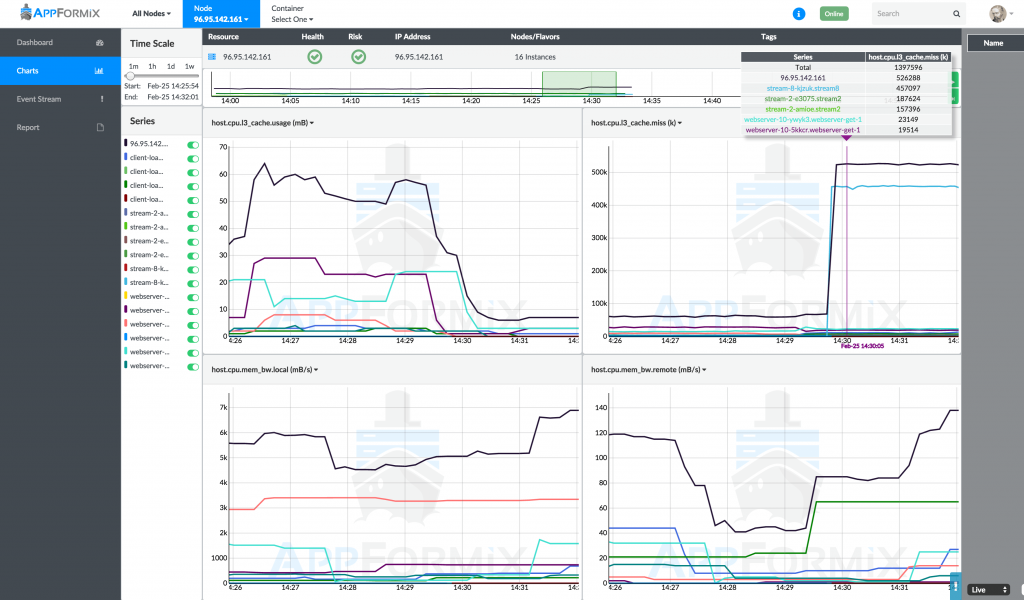 APPFORMIX
All Nodes
Node
96.95.142.161
Container
Select One
Online
Search
Dashboard
Charts
Event Stream
Report
Time Scale
1m 1h 1d 1w
Start: Feb-25 14:25:54
End: Feb-25 14:32:01
Series
96.95.142....
client-loa...
client-loa...
client-loa...
client-loa...
stream-2-a...
stream-2-a...
stream-2-e...
stream-2-e...
stream-8-k...
stream-8-k...
webserver-...
webserver-...
webserver-...
webserver-...
webserver-...
webserver-...
Resource Health Risk IP Address Nodes/Flavors Tags
96.95.142.161 96.95.142.161 16 Instances
14:00 14:05 14:10 14:15 14:20 14:25 14:30 14:35 14:40
Series host.cpu.l3_cache.miss (k)
Total 1397596
96.95.142.161 526288
stream-8-kjzuk.stream8 457097
stream-2-e3075.stream2 187624
stream-2-amioe.stream2 157396
webserver-10-ywyk3.webserver-get-1 23149
webserver-10-5kkcr.webserver-get-1 19514
Name
host.cpu.l3_cache.usage (mB)
70
60
50
40
30
20
10
0
4:26 14:27 14:28 14:29 14:30 14:31 14:3
APPFORMIX
host.cpu.l3_cache.miss (k)
500k
400k
300k
200k
100k
0
4:26 14:27 14:28 14:29 14:30 14:31 14:3
Feb-25 14:30:05
APPFORMIX
host.cpu.mem_bw.local (mB/s)
7k
6k
5k
4k
3k
2k
1000
0
4:26 14:27 14:28 14:29 14:30 14:31 14:3
APPFORMIX
host.cpu.mem_bw.remote (mB/s)
140
120
100
80
60
40
20
0
4:26 14:27 14:28 14:29 14:30 14:31 14:3
APPFORMIX
Live